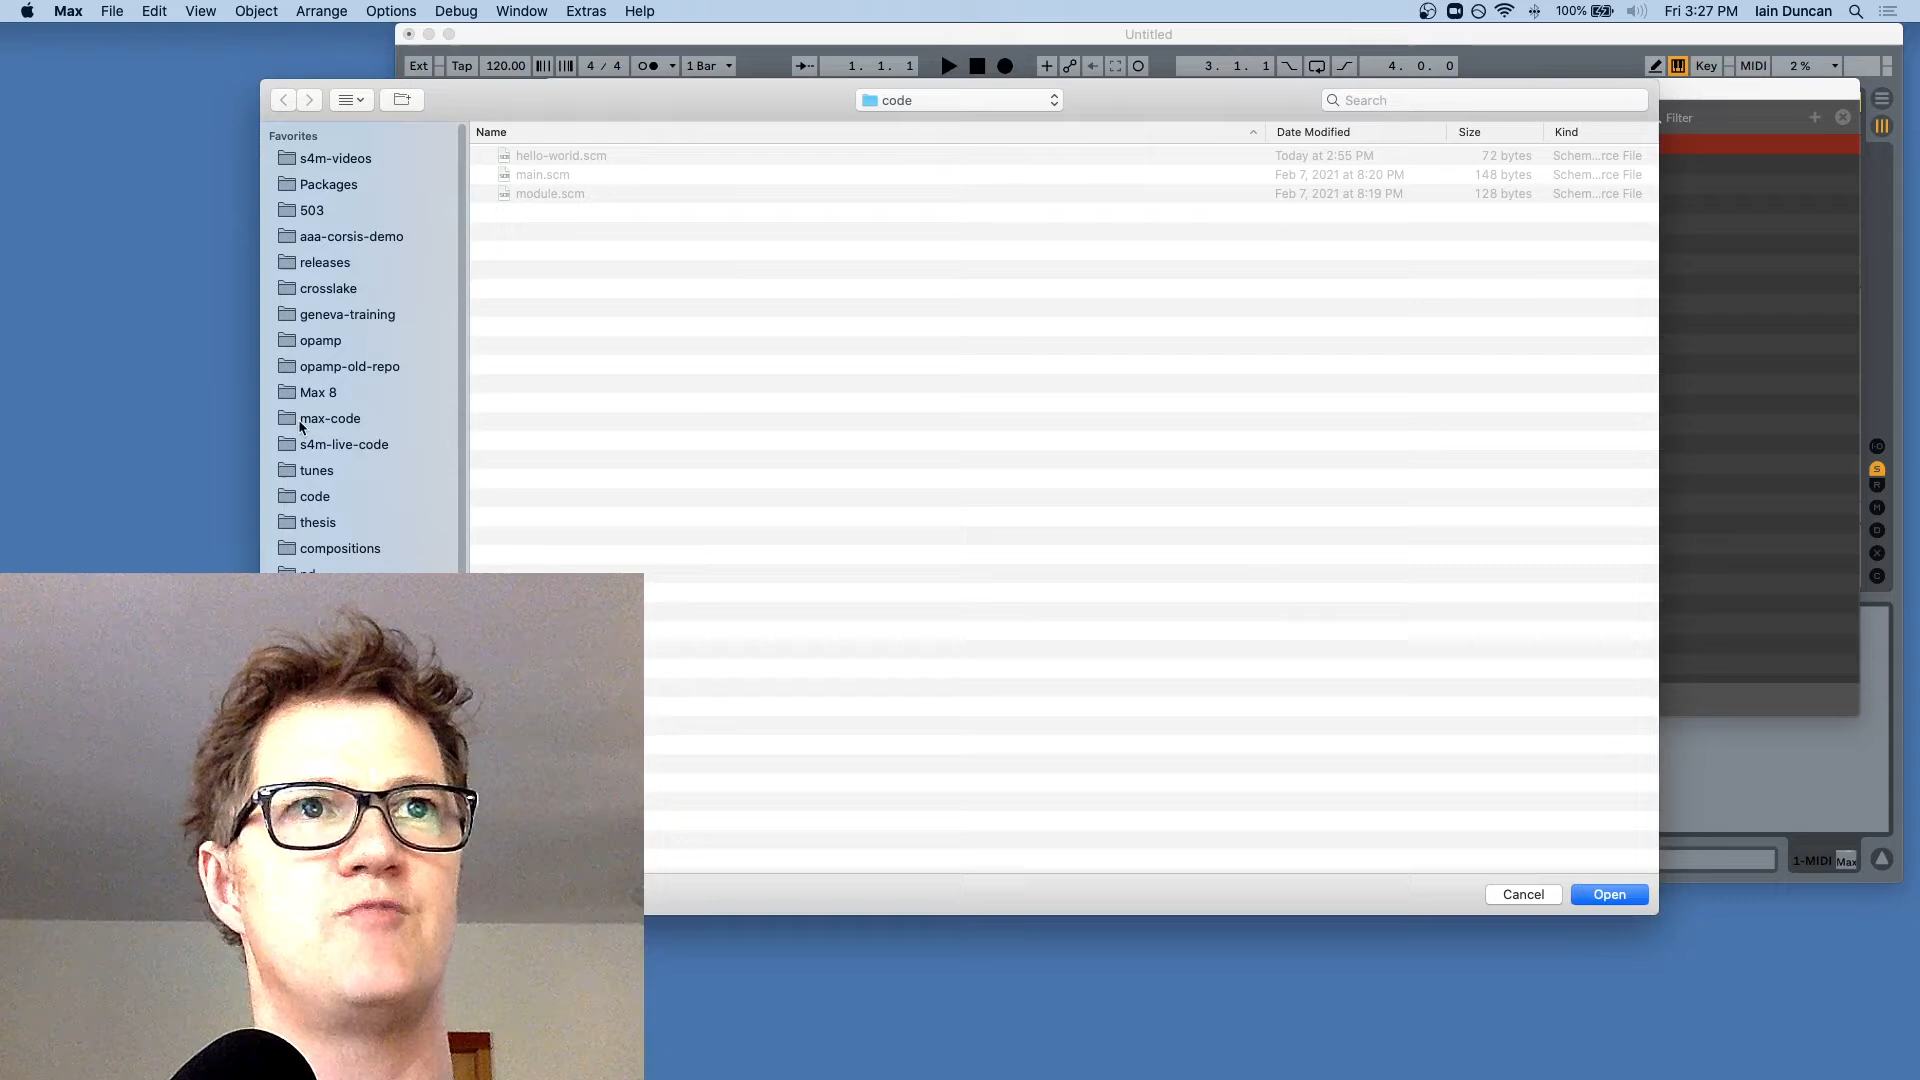 Max File Edit View Object Arrange Options Debug Window Extras Help 100% Fri 3:27 PM Iain Duncan
Untitled
Ext Tap 120.00 4 / 4 1 Bar 1. 1. 1 3. 1. 1 4. 0. 0 Key MIDI 2 %
code Search
Filter
Favorites
s4m-videos
Packages
503
aaa-corsis-demo
releases
crosslake
geneva-training
opamp
opamp-old-repo
Max 8
max-code
s4m-live-code
tunes
code
thesis
compositions
Name Date Modified Size Kind
hello-world.scm Today at 2:55 PM 72 bytes Schem...rce File
main.scm Feb 7, 2021 at 8:20 PM 148 bytes Schem...rce File
module.scm Feb 7, 2021 at 8:19 PM 128 bytes Schem...rce File
I-O
S
R
M
D
X
C
1-MIDI Max
Cancel Open